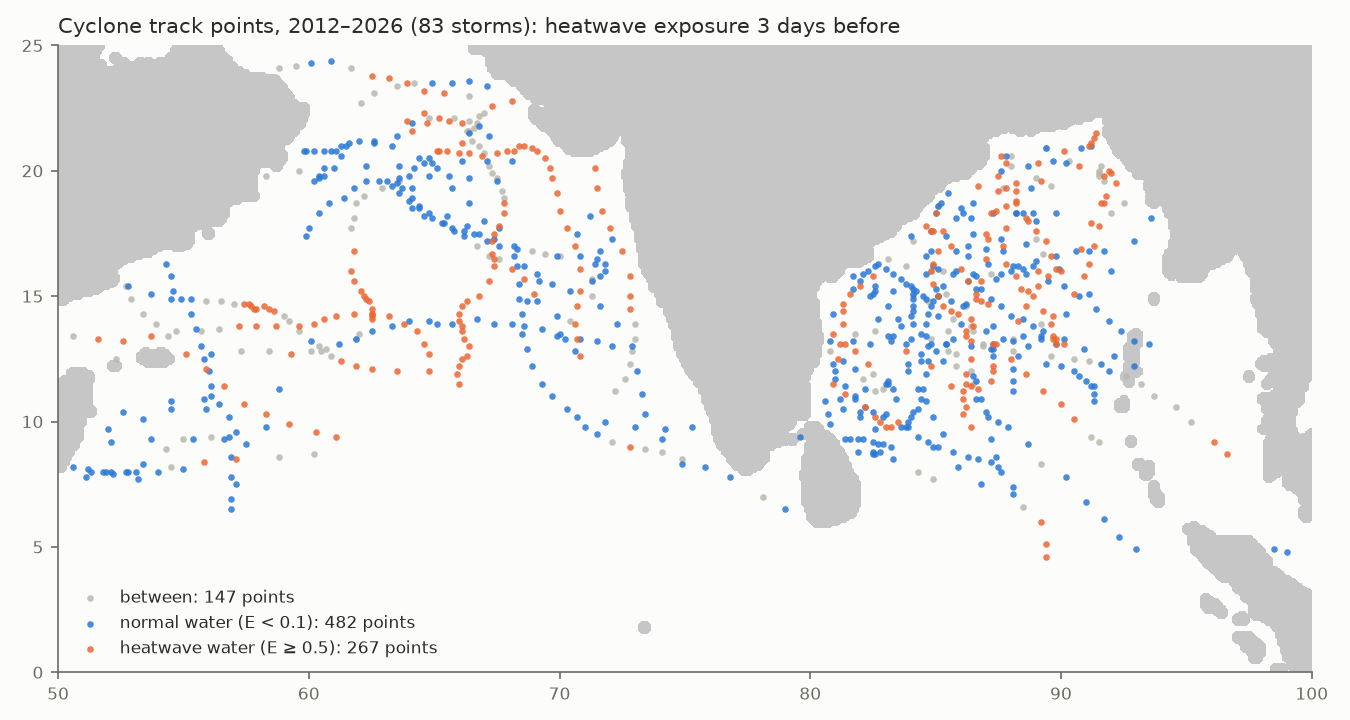 Cyclone track points, 2012–2026 (83 storms): heatwave exposure 3 days before
25
20
15
10
5
0
between: 147 points
normal water (E < 0.1): 482 points
heatwave water (E ≥ 0.5): 267 points
50 60 70 80 90 100